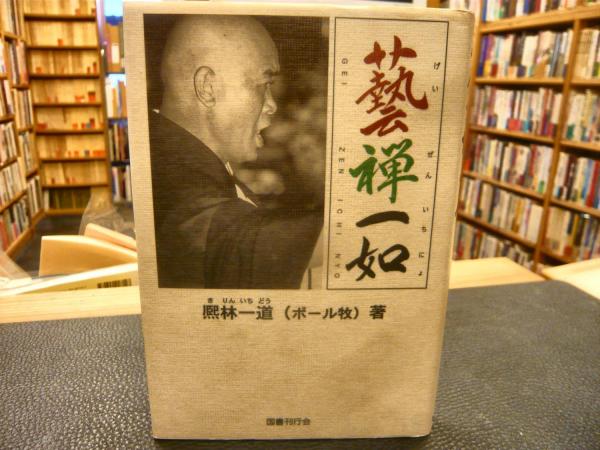 藝禅一如
げい ぜん いち にょ
GEI ZEN ICHI NYO
き りん いち どう
熈林一道(ポール牧)著
国書刊行会